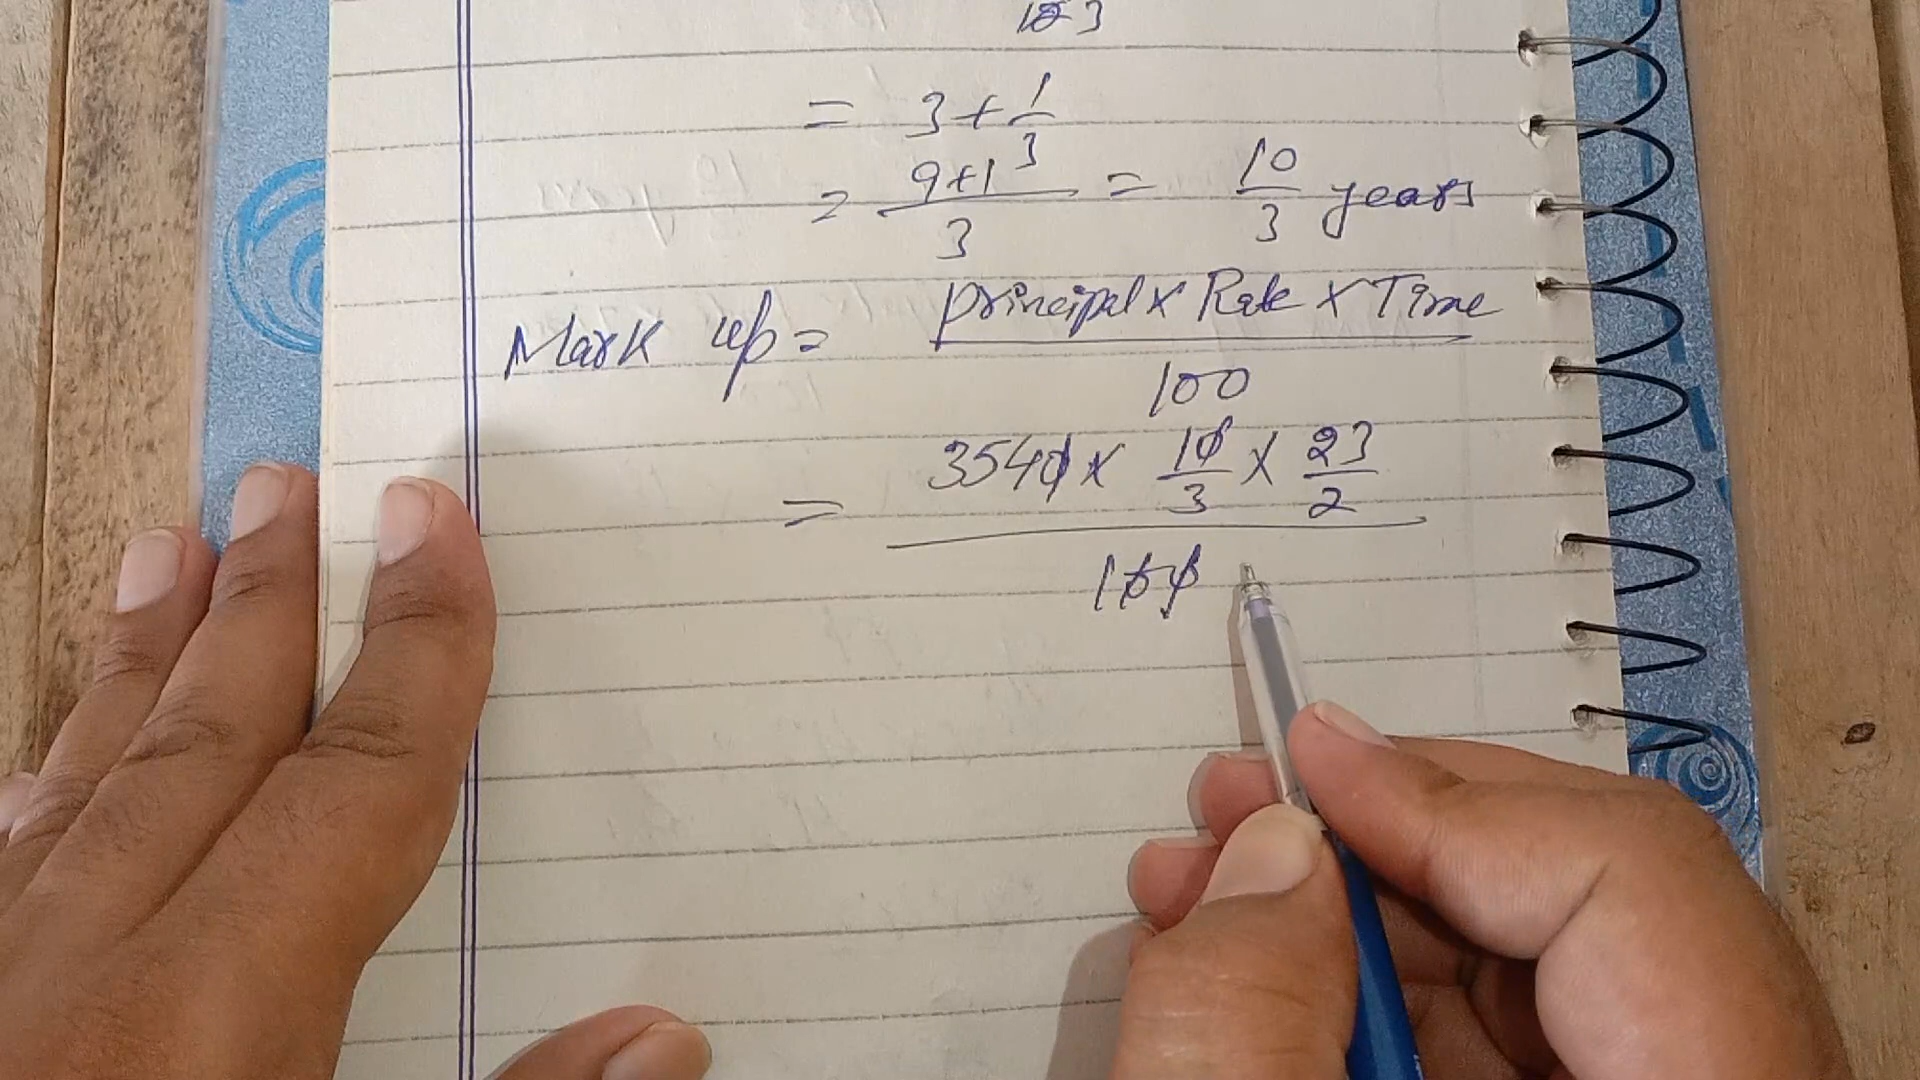 123
= 3 + 1/3
= 9+1/3 = 10/3 years
Mark up = principal x Rate x Time / 100
= 3540 x 10/3 x 23/2 / 100